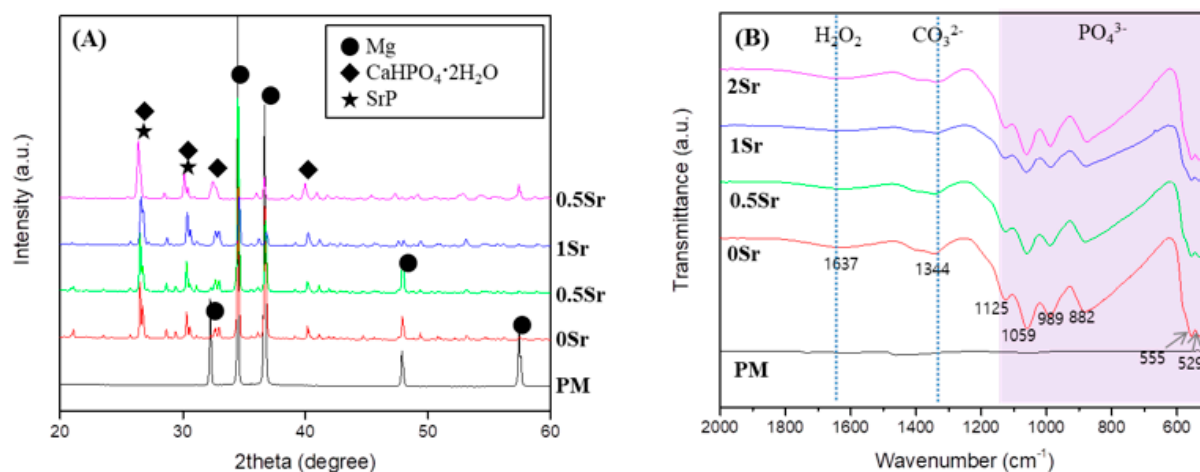 (A)
Mg
CaHPO₄·2H₂O
SrP
0.5Sr
1Sr
0.5Sr
0Sr
PM
Intensity (a.u.)
20 30 40 50 60
2theta (degree)
(B)
H₂O₂
CO₃²⁻
PO₄³⁻
2Sr
1Sr
0.5Sr
0Sr
1637
1344
1125
1059
989
882
555
529
PM
Transmittance (a.u.)
2000 1600 1200 1000 800 600
Wavenumber (cm⁻¹)